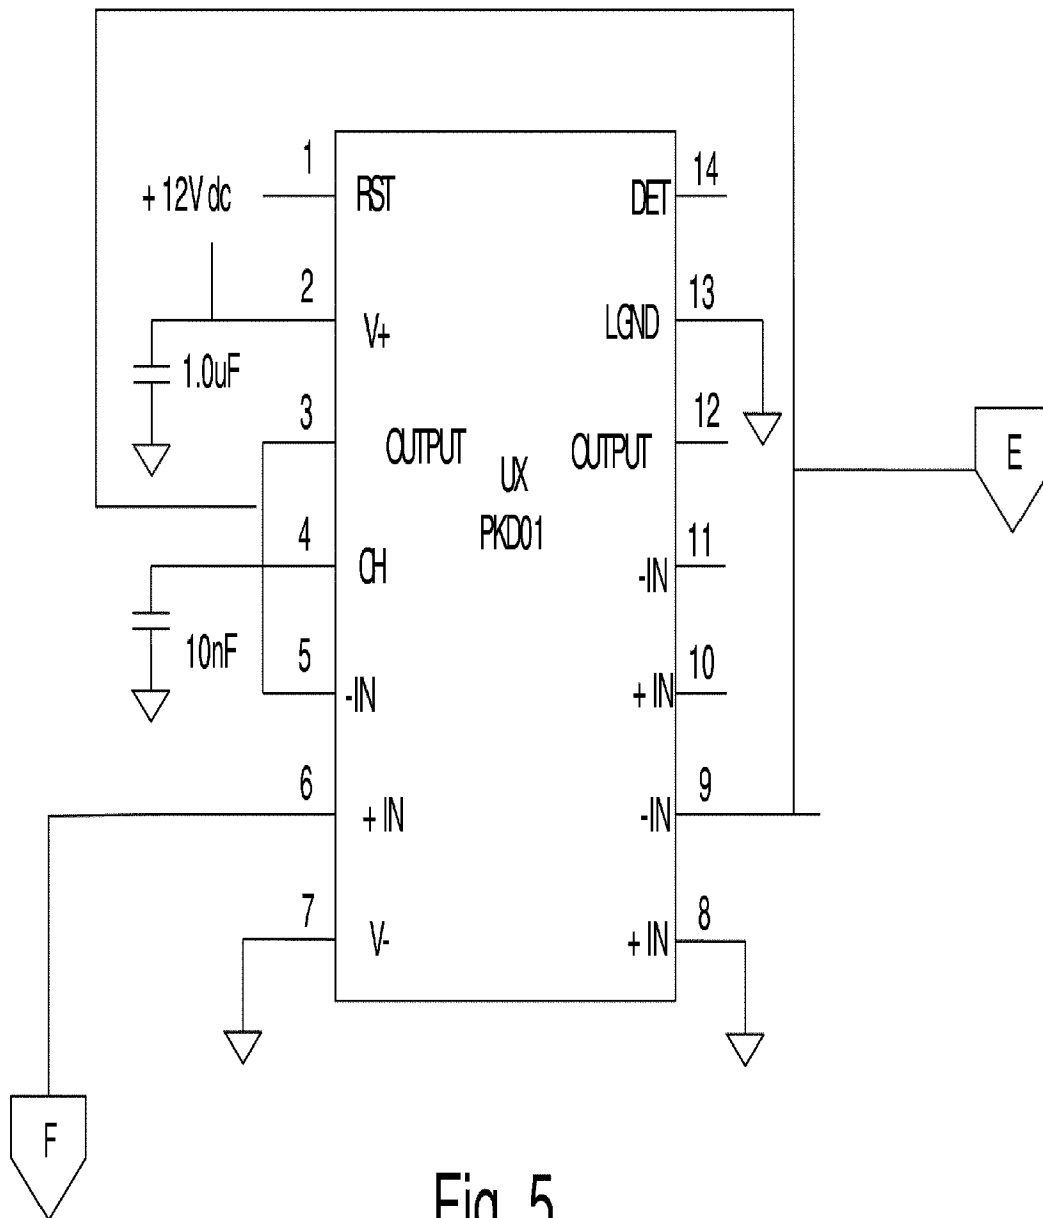 1
RST
DET
14
+ 12V dc
2
V+
LGND
13
1.0uF
3
OUTPUT
OUTPUT
12
UX
PKD01
E
4
CH
-IN
11
10nF
5
-IN
+ IN
10
6
+ IN
-IN
9
7
V-
+ IN
8
F
Fig. 5